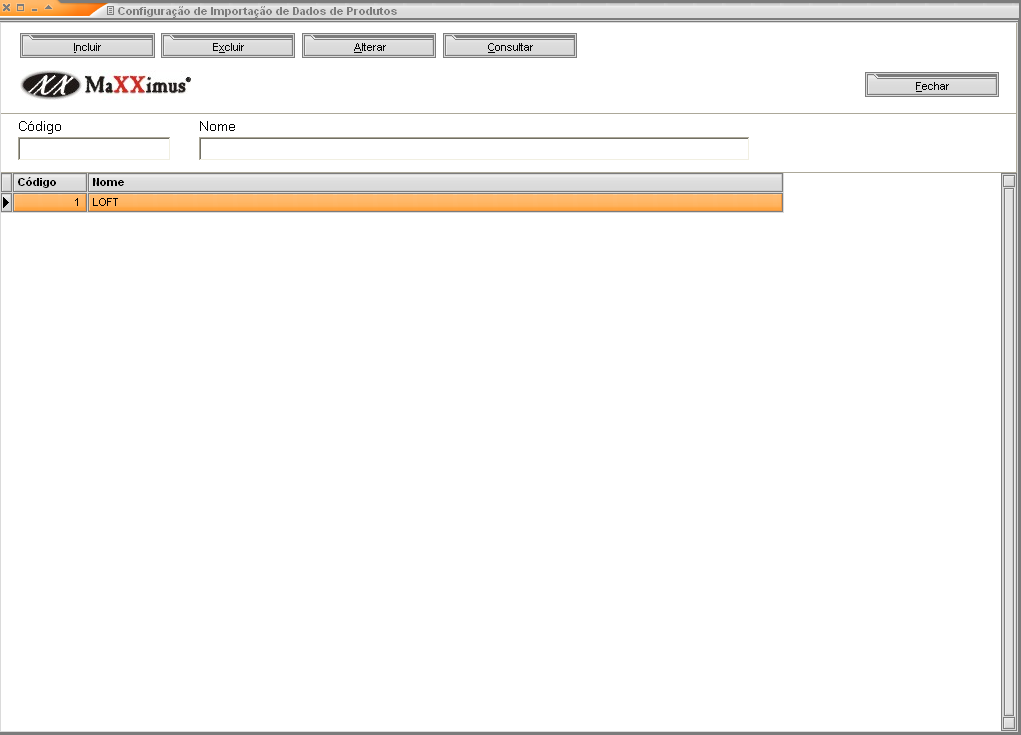 Configuração de Importação de Dados de Produtos
Incluir Excluir Alterar Consultar
XX MaXXimus
Fechar
Código Nome
Código Nome
1 LOFT